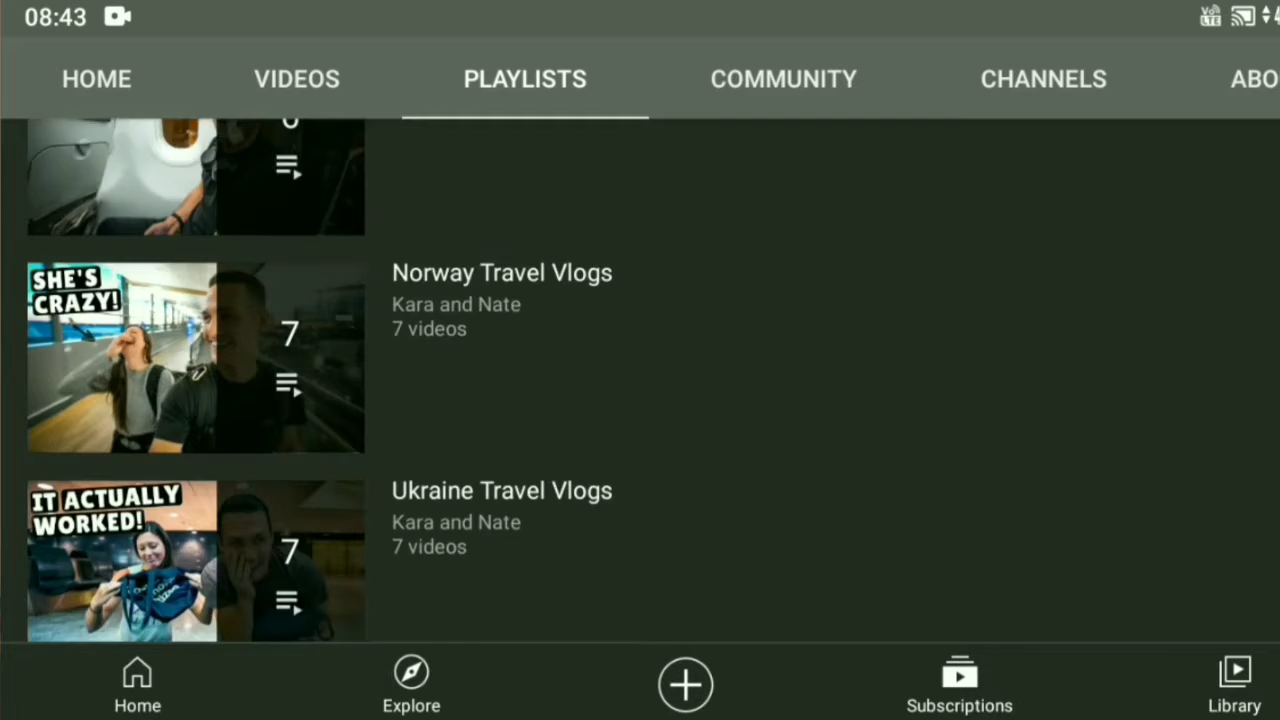 08:43
HOME VIDEOS PLAYLISTS COMMUNITY CHANNELS ABO
SHE'S
CRAZY!
7
Norway Travel Vlogs
Kara and Nate
7 videos
IT ACTUALLY
WORKED!
7
Ukraine Travel Vlogs
Kara and Nate
7 videos
Home Explore Subscriptions Library